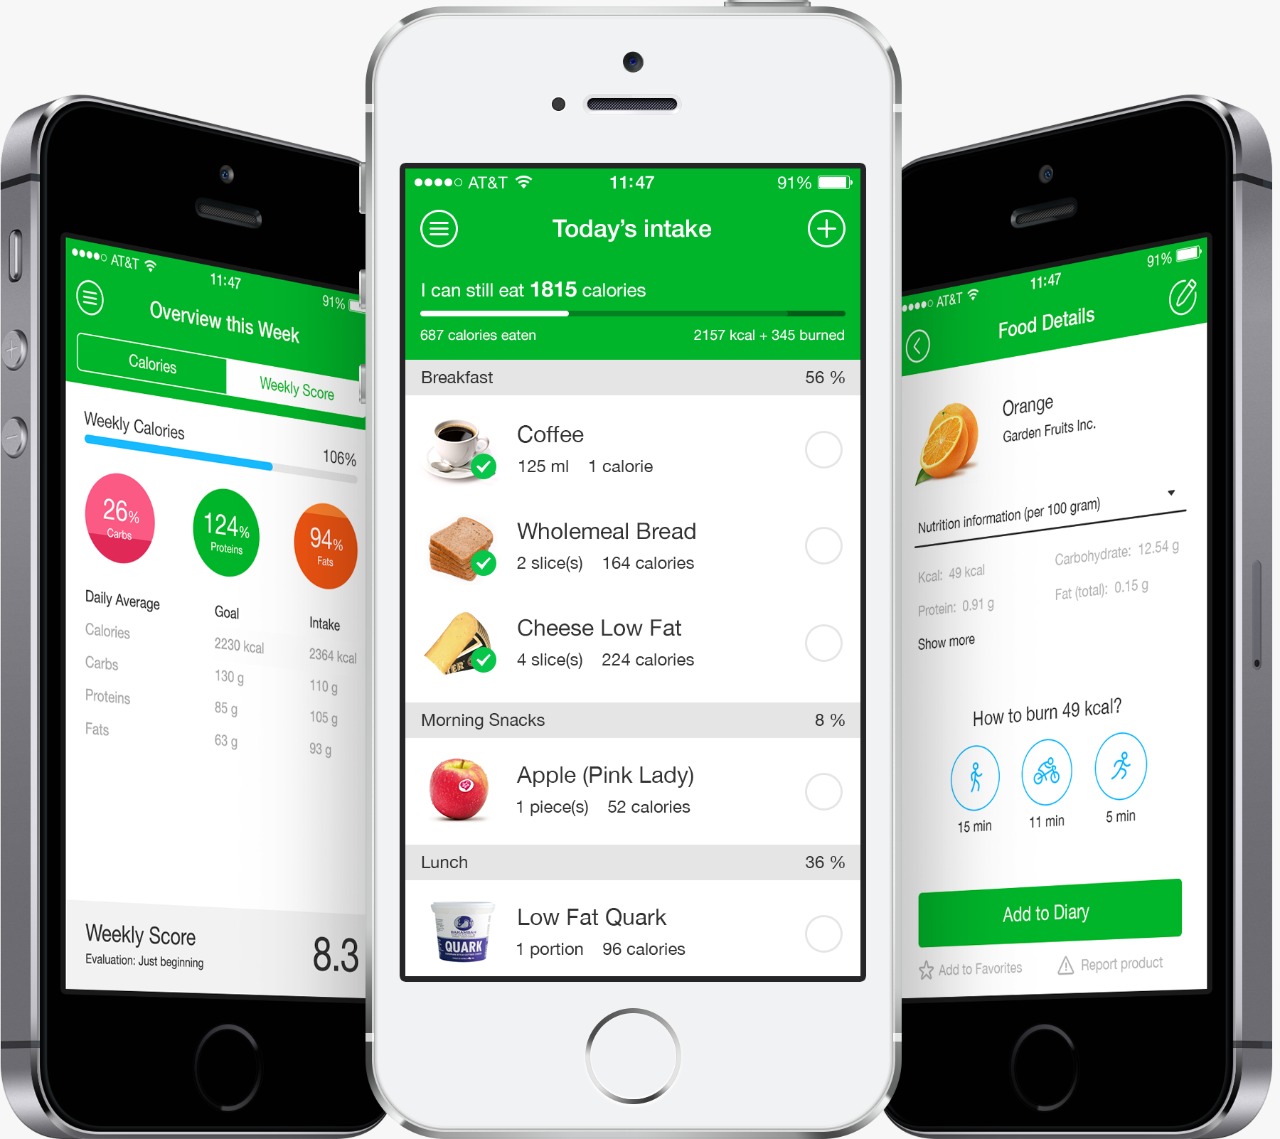 AT&T 11:47 91%
Overview this Week
Calories Weekly Score
Weekly Calories
106%
26% 124% 94%
Carbs Proteins Fats
Daily Average Goal Intake
Calories 2230 kcal 2364 kcal
Carbs 130 g 110 g
Proteins 85 g 105 g
Fats 63 g 93 g
Weekly Score 8.3
Evaluation: Just beginning
AT&T 11:47 91%
Today's intake
I can still eat 1815 calories
687 calories eaten 2157 kcal + 345 burned
Breakfast 56 %
Coffee
125 ml 1 calorie
Wholemeal Bread
2 slice(s) 164 calories
Cheese Low Fat
4 slice(s) 224 calories
Morning Snacks 8 %
Apple (Pink Lady)
1 piece(s) 52 calories
Lunch 36 %
Low Fat Quark
QUARK
1 portion 96 calories
AT&T 11:47 91%
Food Details
Orange
Garden Fruits Inc.
Nutrition information (per 100 gram)
Kcal: 49 kcal Carbohydrate: 12.54 g
Protein: 0.91 g Fat (total): 0.15 g
Show more
How to burn 49 kcal?
15 min 11 min 5 min
Add to Diary
Add to Favorites Report product